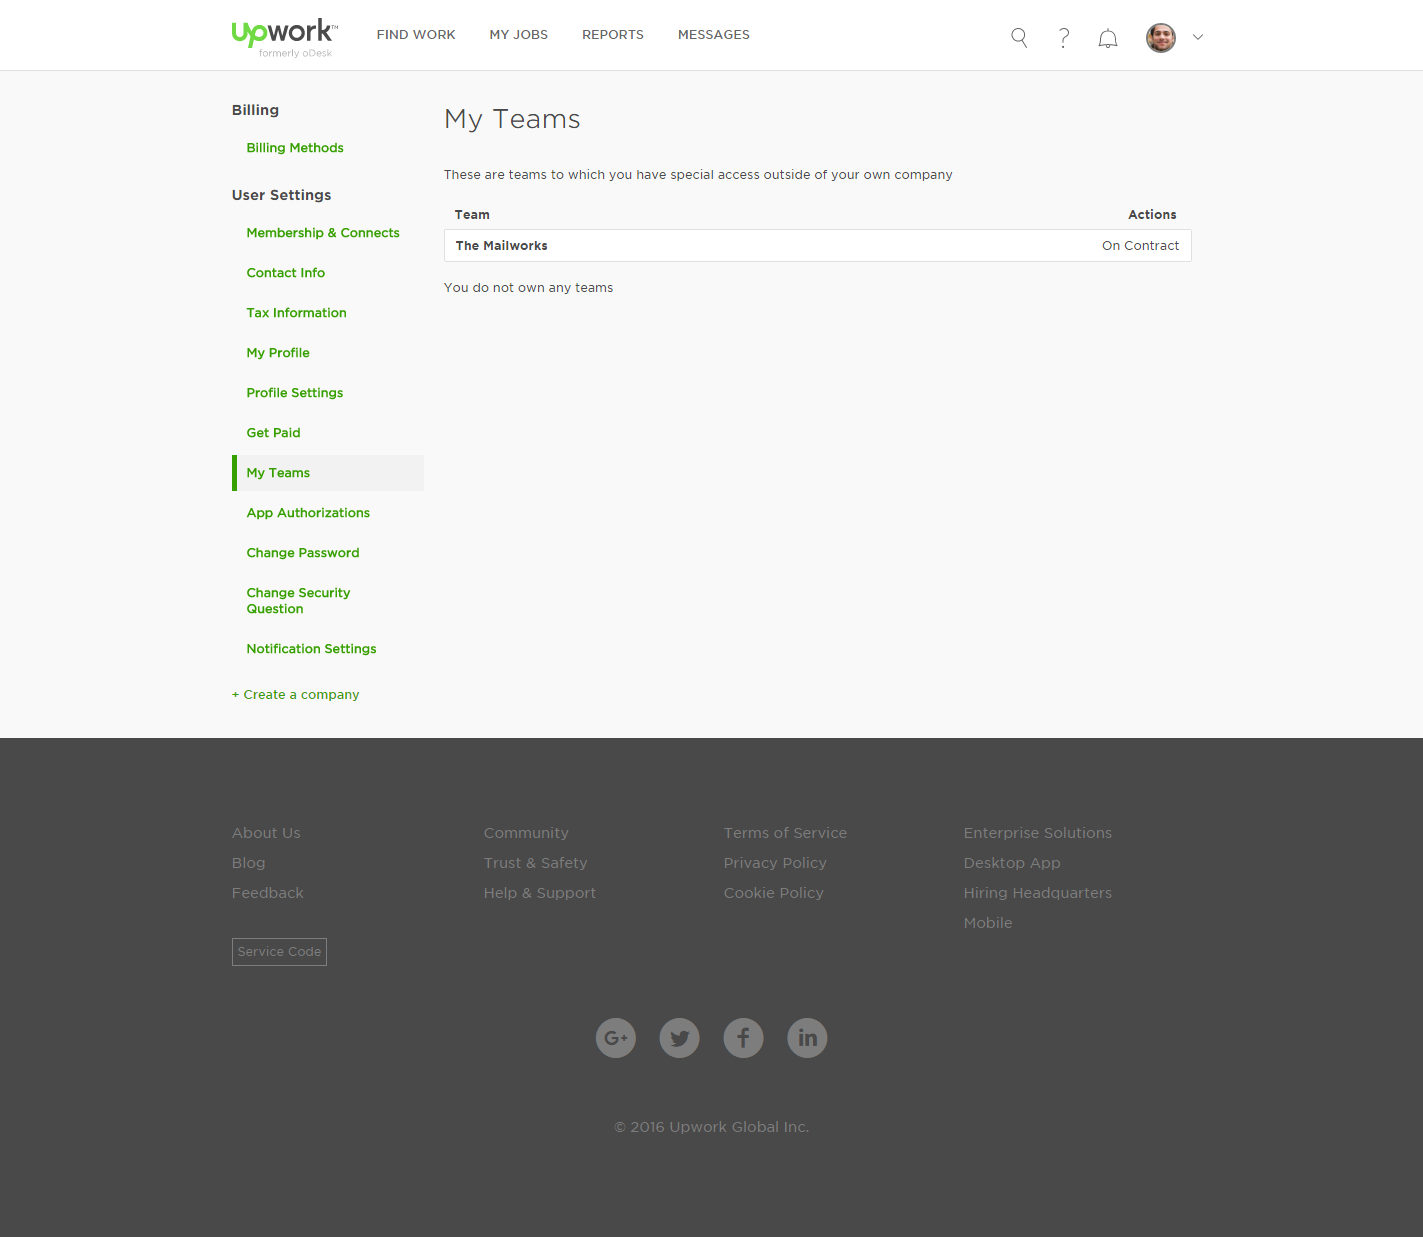 upwork™
formerly oDesk
FIND WORK MY JOBS REPORTS MESSAGES
Billing
Billing Methods
User Settings
Membership & Connects
Contact Info
Tax Information
My Profile
Profile Settings
Get Paid
My Teams
App Authorizations
Change Password
Change Security
Question
Notification Settings
+ Create a company
My Teams
These are teams to which you have special access outside of your own company
Team Actions
The Mailworks On Contract
You do not own any teams
About Us
Blog
Feedback
Service Code
Community
Trust & Safety
Help & Support
Terms of Service
Privacy Policy
Cookie Policy
Enterprise Solutions
Desktop App
Hiring Headquarters
Mobile
G+ f in
© 2016 Upwork Global Inc.